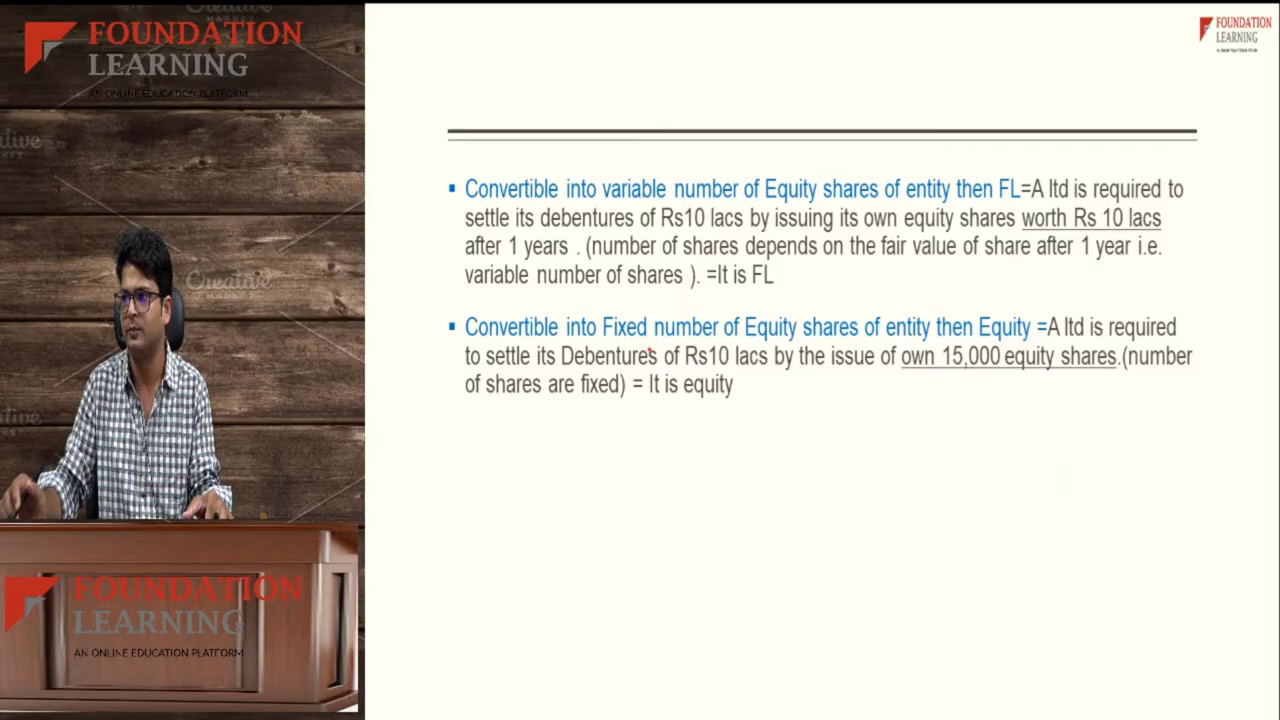 Creative
MARKET
FOUNDATION
LEARNING
AN ONLINE EDUCATION PLATFORM
FOUNDATION
LEARNING
Convertible into variable number of Equity shares of entity then FL=A ltd is required to
settle its debentures of Rs10 lacs by issuing its own equity shares worth Rs 10 lacs
after 1 years . (number of shares depends on the fair value of share after 1 year i.e.
variable number of shares ). =It is FL
Convertible into Fixed number of Equity shares of entity then Equity =A ltd is required
to settle its Debentures of Rs10 lacs by the issue of own 15,000 equity shares.(number
of shares are fixed) = It is equity
Creative
MARKET
FOUNDATION
LEARNING
AN ONLINE EDUCATION PLATFORM